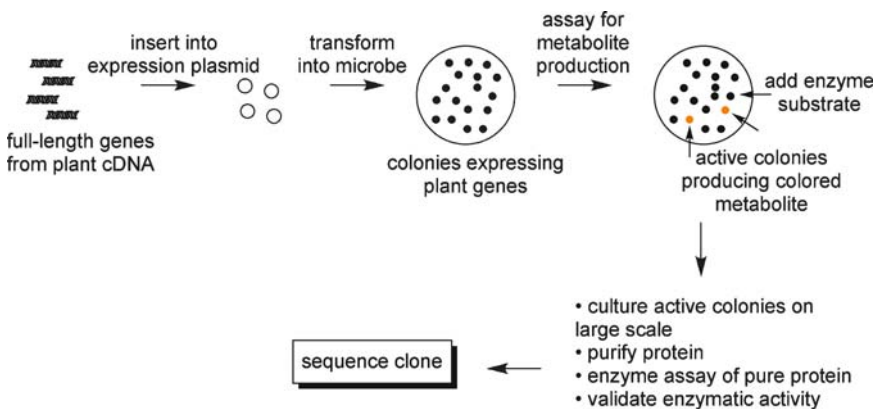 insert into
expression plasmid
transform
into microbe
assay for
metabolite
production
add enzyme
substrate
full-length genes
from plant cDNA
colonies expressing
plant genes
active colonies
producing colored
metabolite
• culture active colonies on
large scale
• purify protein
• enzyme assay of pure protein
• validate enzymatic activity
sequence clone